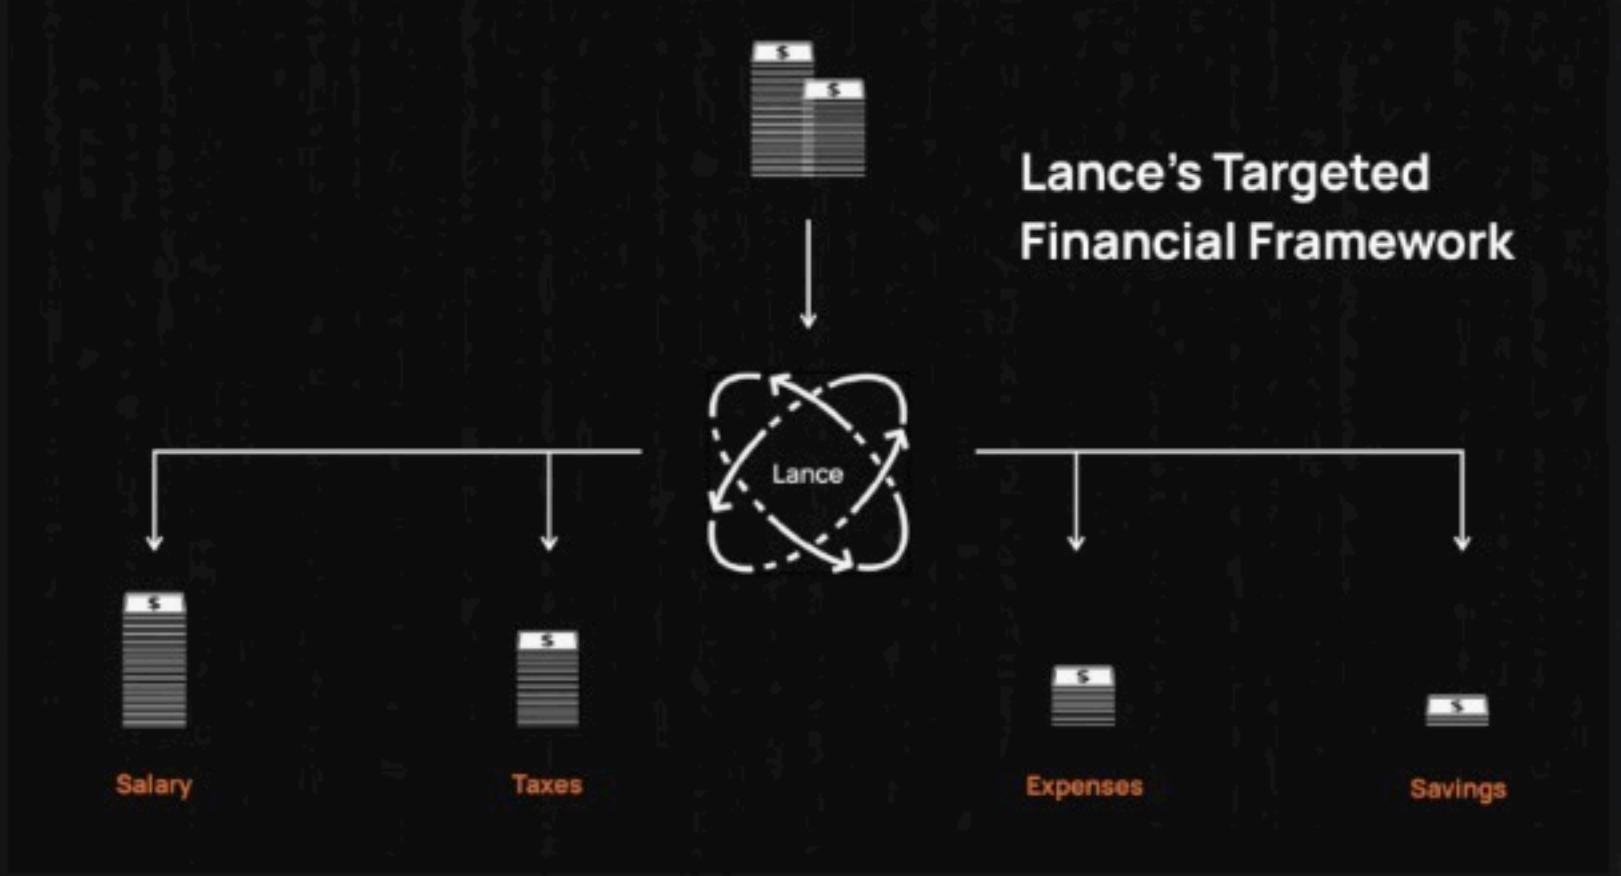 $
$
Lance's Targeted
Financial Framework
Lance
$
$
$
$
Salary
Taxes
Expenses
Savings